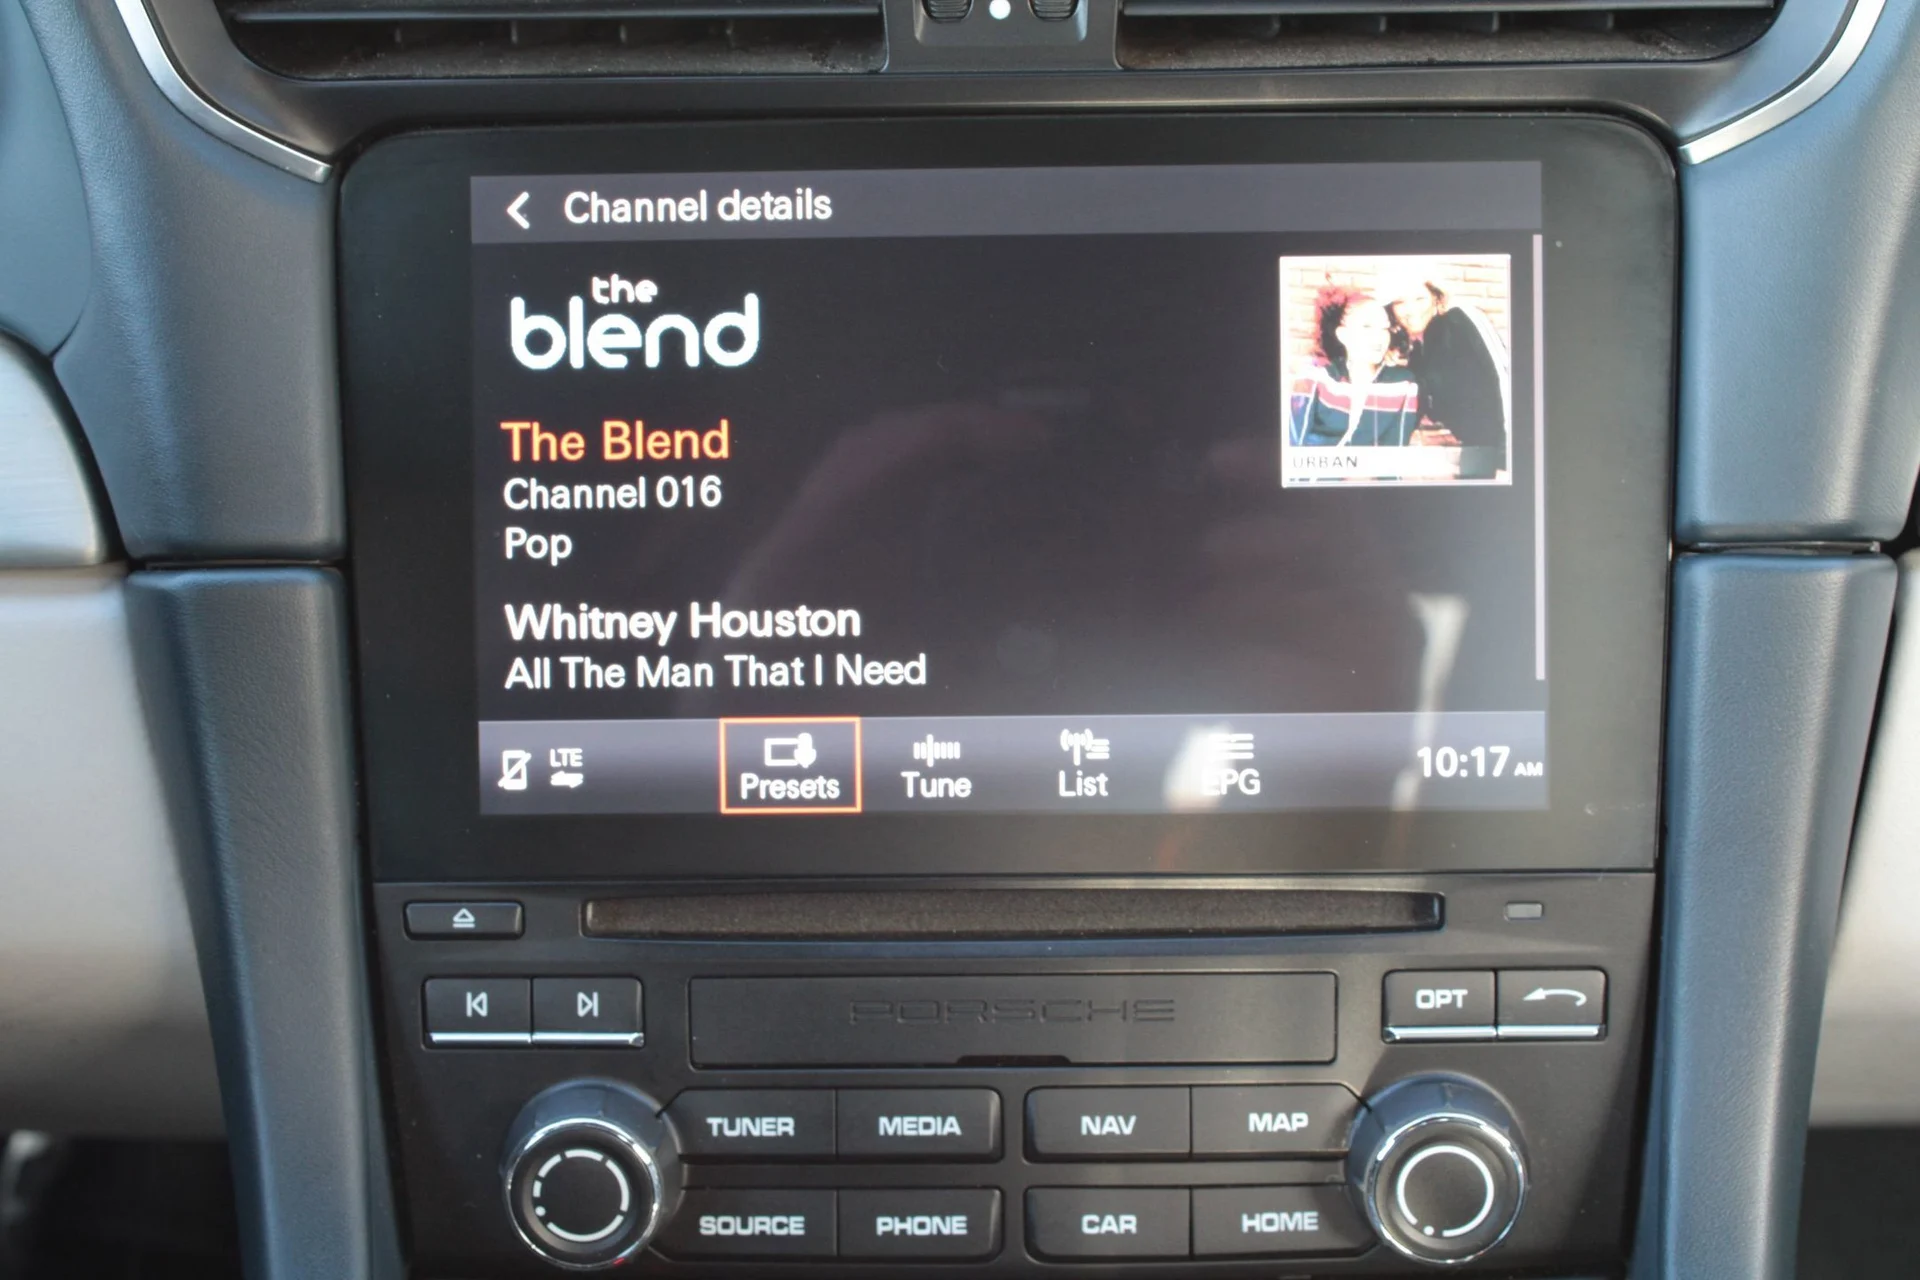 Channel details
the
blend
The Blend
Channel 016
Pop
URBAN
Whitney Houston
All The Man That I Need
LTE
Presets
Tune
List
EPG
10:17 AM
PORSCHE
OPT
TUNER
MEDIA
NAV
MAP
SOURCE
PHONE
CAR
HOME